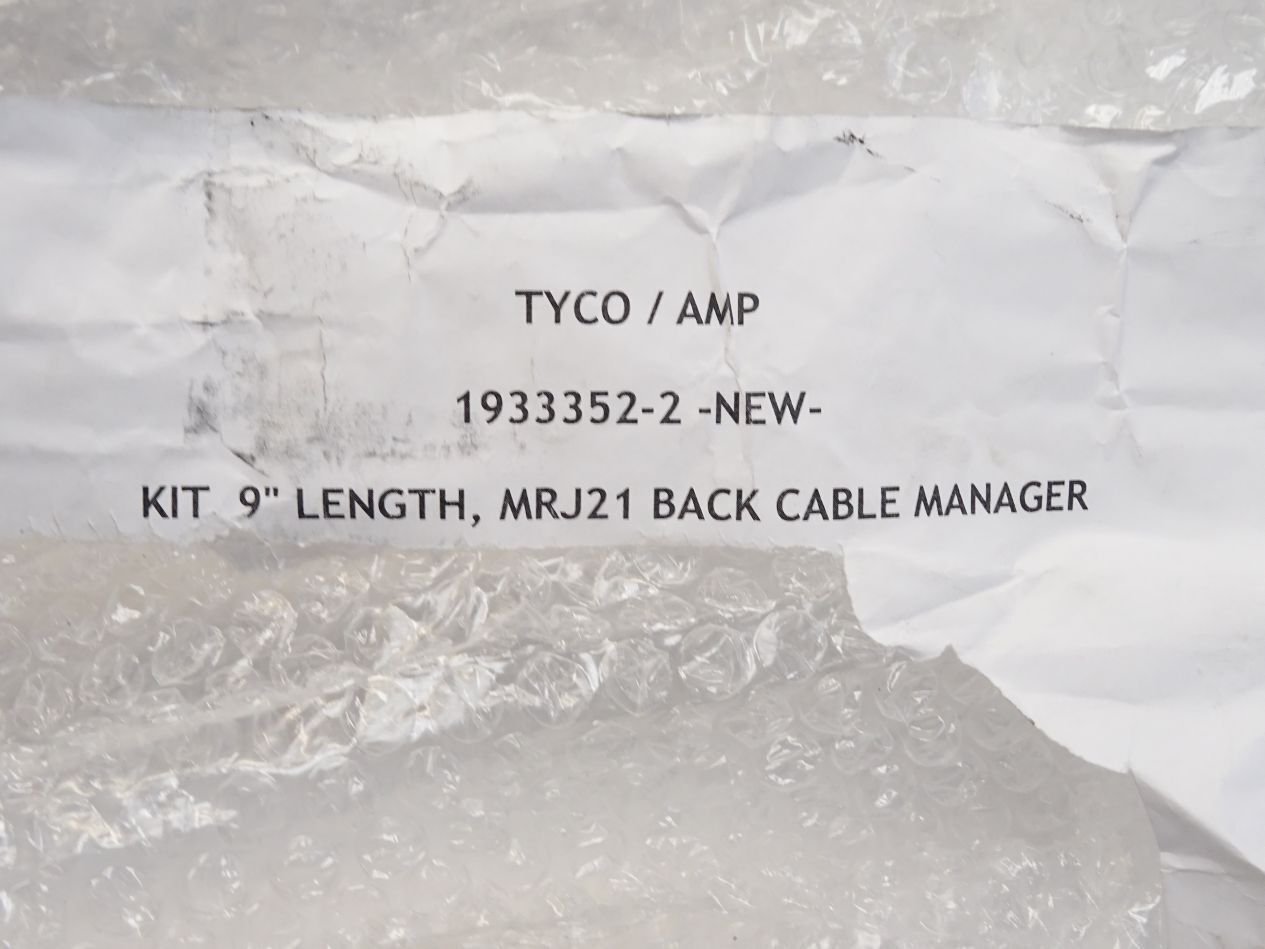 TYCO / AMP
1933352-2 -NEW-
KIT 9" LENGTH, MRJ21 BACK CABLE MANAGER